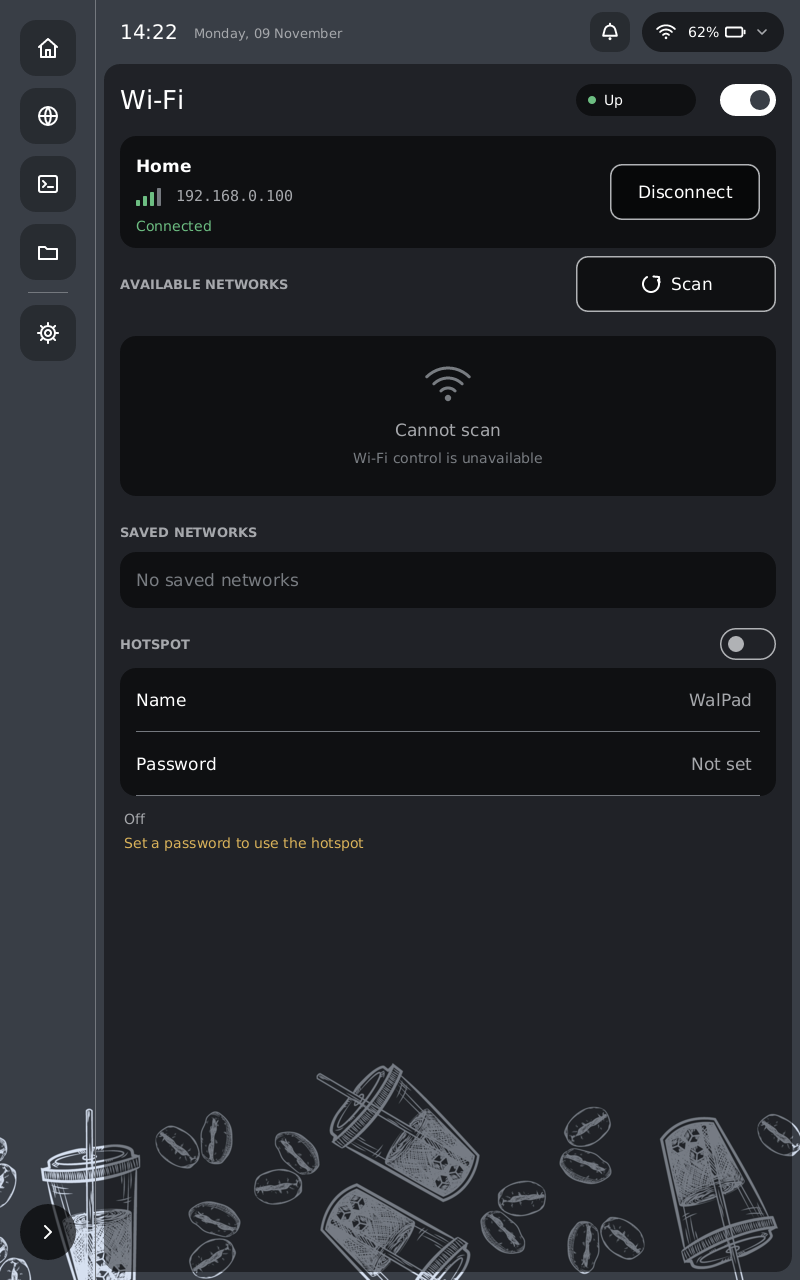 14:22 Monday, 09 November
62%
Wi-Fi
Up
Home
192.168.0.100
Connected
Disconnect
AVAILABLE NETWORKS
Scan
Cannot scan
Wi-Fi control is unavailable
SAVED NETWORKS
No saved networks
HOTSPOT
Name WalPad
Password Not set
Off
Set a password to use the hotspot